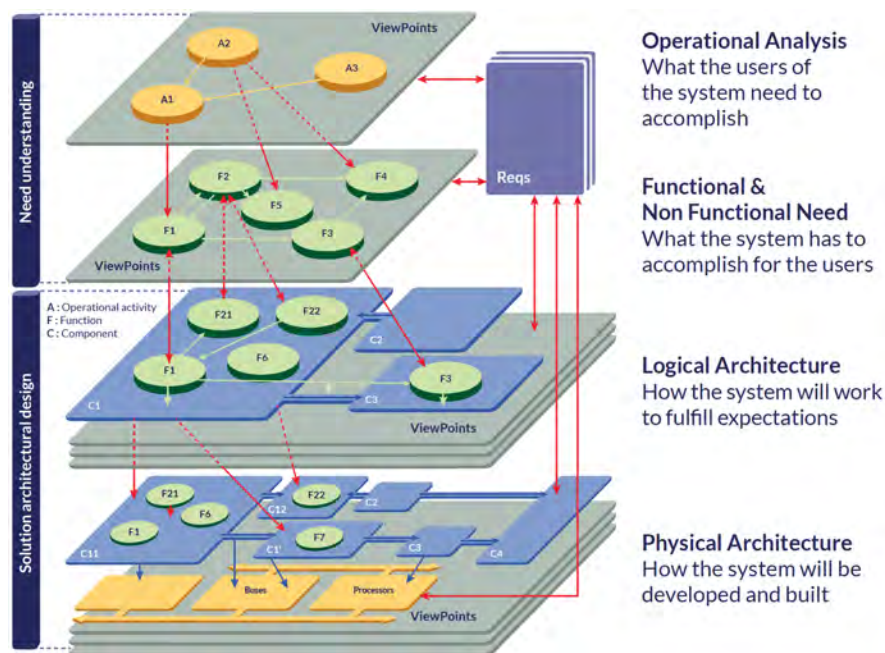 Need understanding
ViewPoints
A2
A3
A1
Reqs
Operational Analysis
What the users of
the system need to
accomplish
F2
F4
F5
F1
F3
ViewPoints
Functional &
Non Functional Need
What the system has to
accomplish for the users
Solution architectural design
A : Operational activity
F : Function
C : Component
F21
F22
C2
F1
F6
F3
C1
C3
ViewPoints
Logical Architecture
How the system will work
to fulfill expectations
F21
F22
C2
F6
C12
F1
F7
C11
C1'
C3
C4
Buses
Processors
ViewPoints
Physical Architecture
How the system will be
developed and built